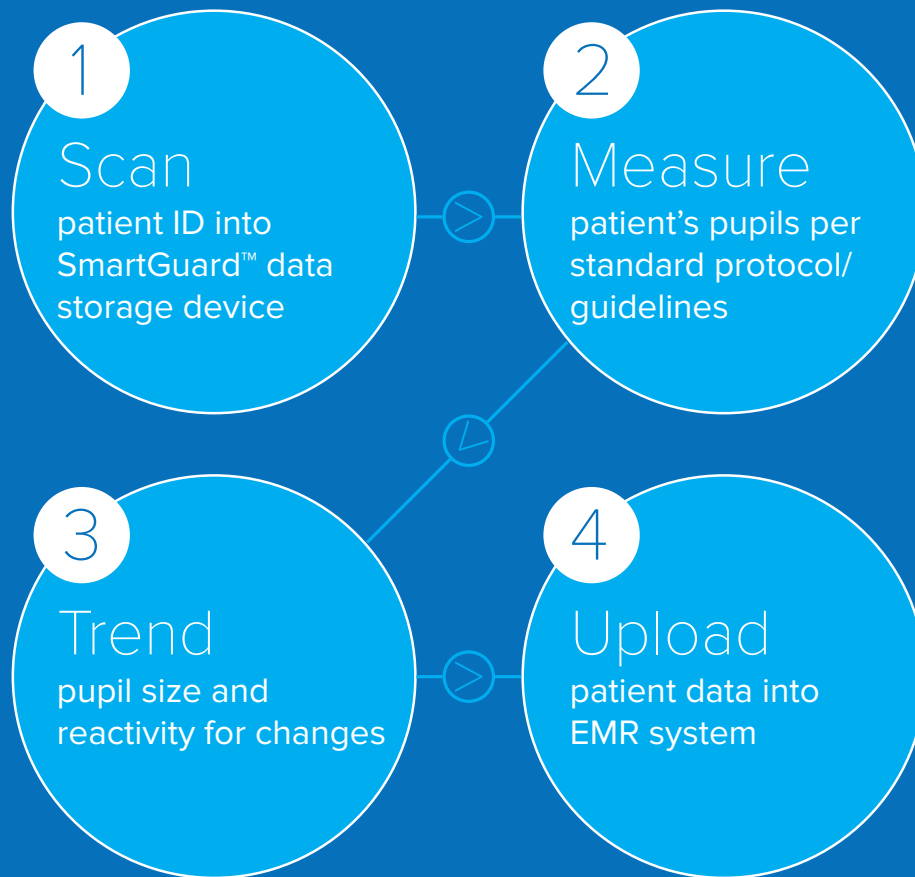 1
Scan
patient ID into
SmartGuard™ data
storage device
2
Measure
patient’s pupils per
standard protocol/
guidelines
3
Trend
pupil size and
reactivity for changes
4
Upload
patient data into
EMR system